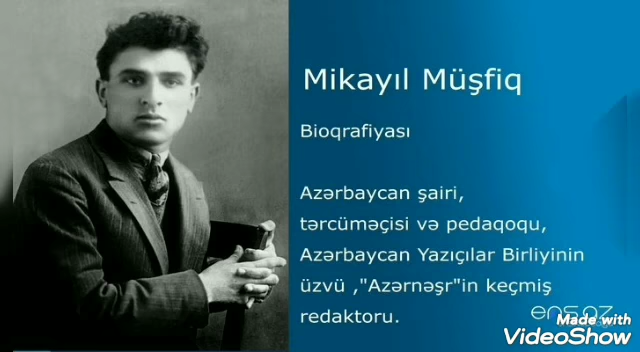 Mikayıl Müşfiq
Bioqrafiyası
Azərbaycan şairi,
tərcüməçisi və pedaqoqu,
Azərbaycan Yazıçılar Birliyinin
üzvü ,"Azərnəşr"in keçmiş
redaktoru.
Made with
VideoShow